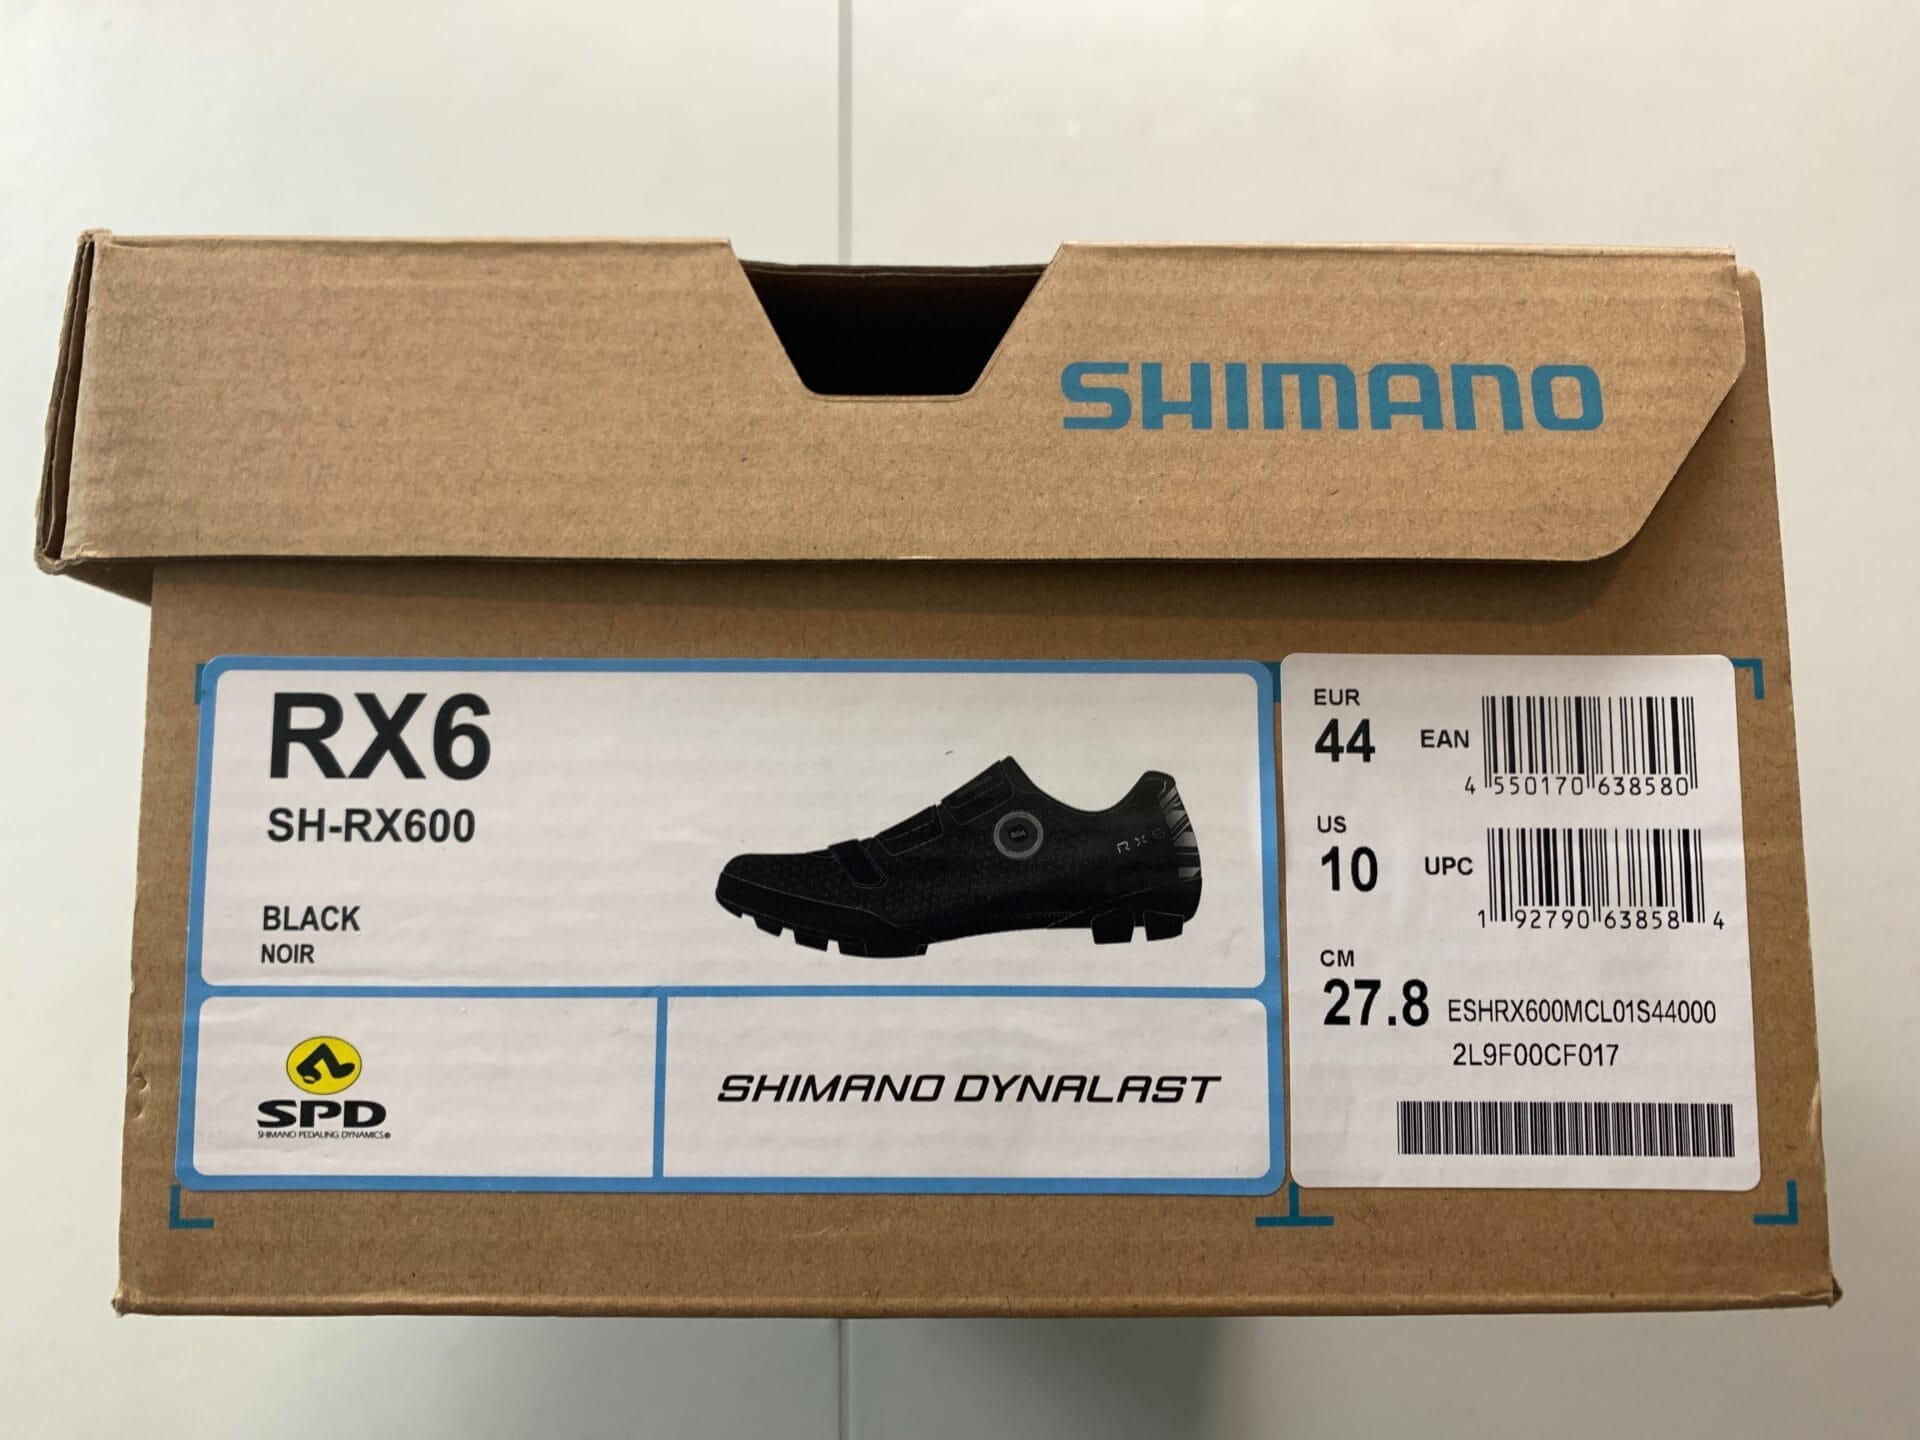 SHIMANO
RX6
SH-RX600
BLACK
NOIR
BOA
RX6
SPD
SHIMANO PEDALING DYNAMICS®
SHIMANO DYNALAST
EUR
44
EAN
4 550170 638580
US
10
UPC
1 92790 63858 4
CM
27.8
ESHRX600MCL01S44000
2L9F00CF017